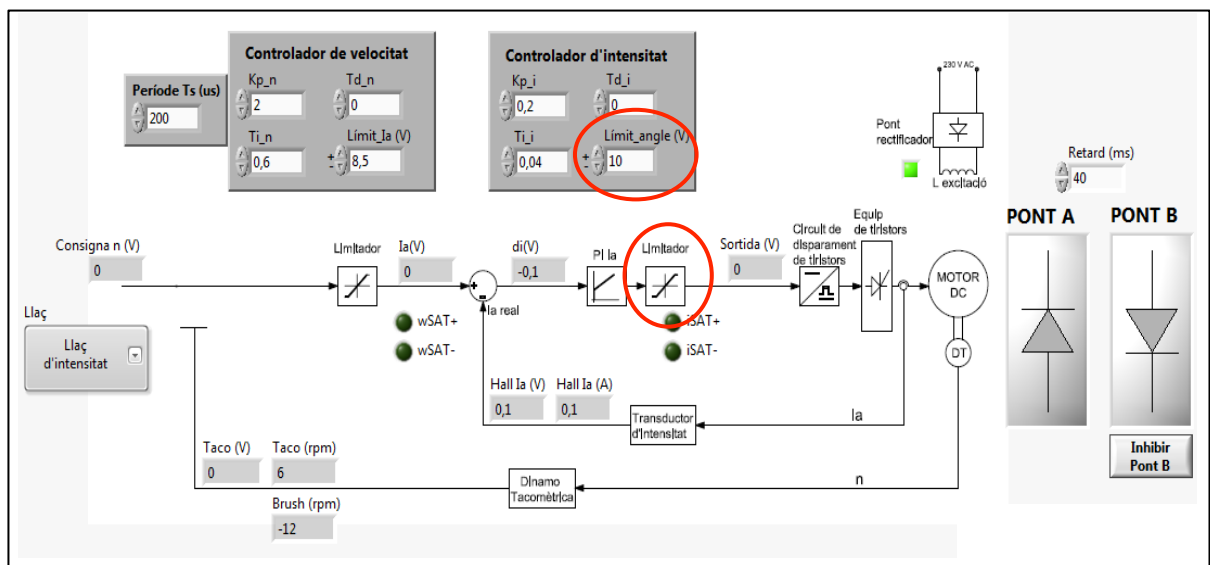 Període Ts (us)
200
Controlador de velocitat
Kp_n
Td_n
2
0
Ti_n
Límit_Ia (V)
0,6
+
-
8,5
Controlador d'intensitat
Kp_i
Td_i
0,2
0
Ti_i
Límit_angle (V)
0,04
+
-
10
230 V AC
Pont
rectificador
L excitació
Retard (ms)
40
PONT A
PONT B
Inhibir
Pont B
Consigna n (V)
0
Limitador
Ia(V)
0
di(V)
-0,1
PI Ia
Limitador
Sortida (V)
0
Circuit de
disparament
de tiristors
Equip
de tiristors
MOTOR
DC
DT
+
-
Ia real
wSAT+
wSAT-
iSAT+
iSAT-
Llaç
Llaç
d'intensitat
Hall Ia (V)
Hall Ia (A)
0,1
0,1
Transductor
d'Intensitat
Ia
Taco (V)
Taco (rpm)
0
6
Brush (rpm)
-12
Dinamo
Tacomètrica
n